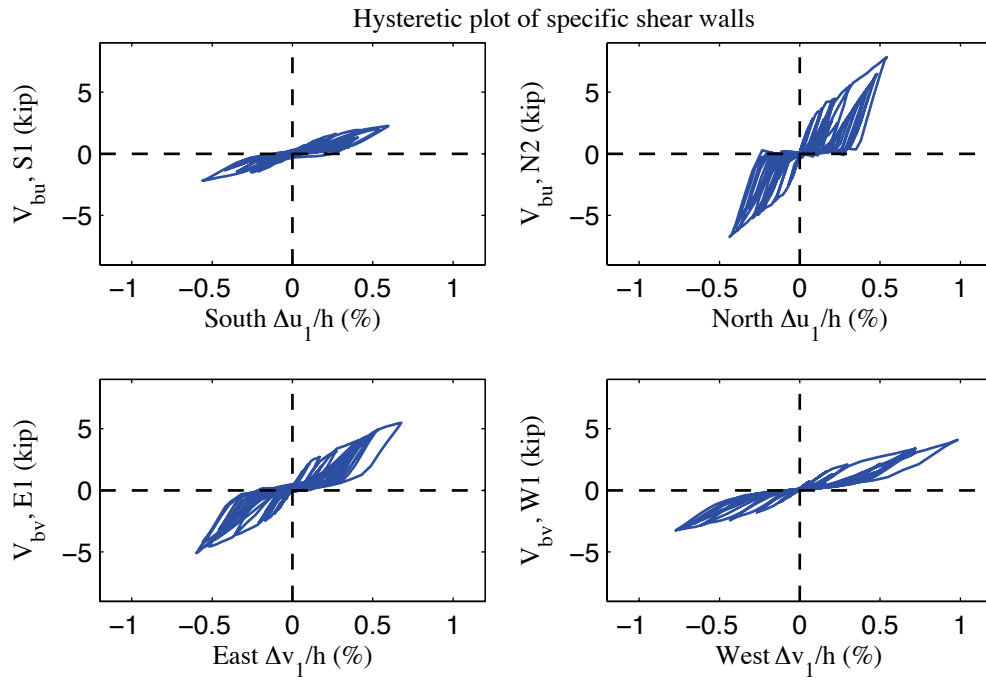 Hysteretic plot of specific shear walls
V_bu, S1 (kip)
5
0
−5
−1 −0.5 0 0.5 1
South Δu_1/h (%)
V_bu, N2 (kip)
5
0
−5
−1 −0.5 0 0.5 1
North Δu_1/h (%)
V_bv, E1 (kip)
5
0
−5
−1 −0.5 0 0.5 1
East Δv_1/h (%)
V_bv, W1 (kip)
5
0
−5
−1 −0.5 0 0.5 1
West Δv_1/h (%)